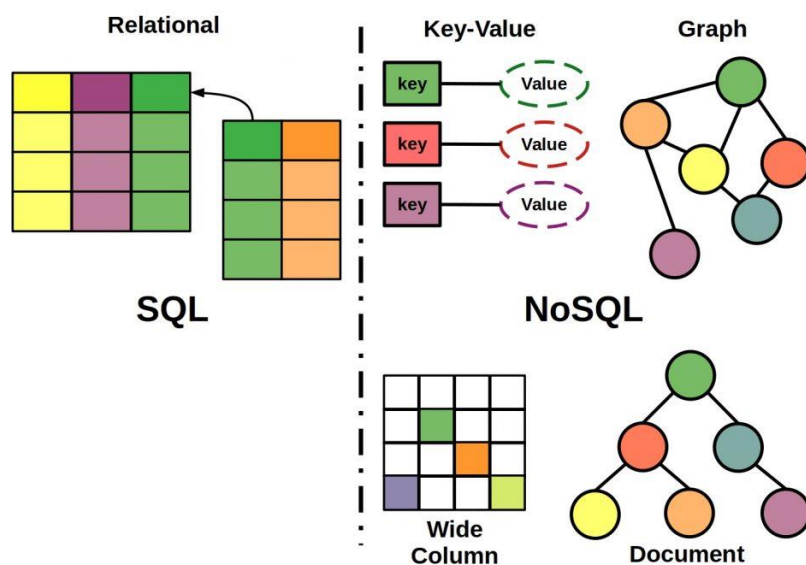 Relational
Key-Value
Graph
key
Value
key
Value
key
Value
SQL
NoSQL
Wide
Column
Document